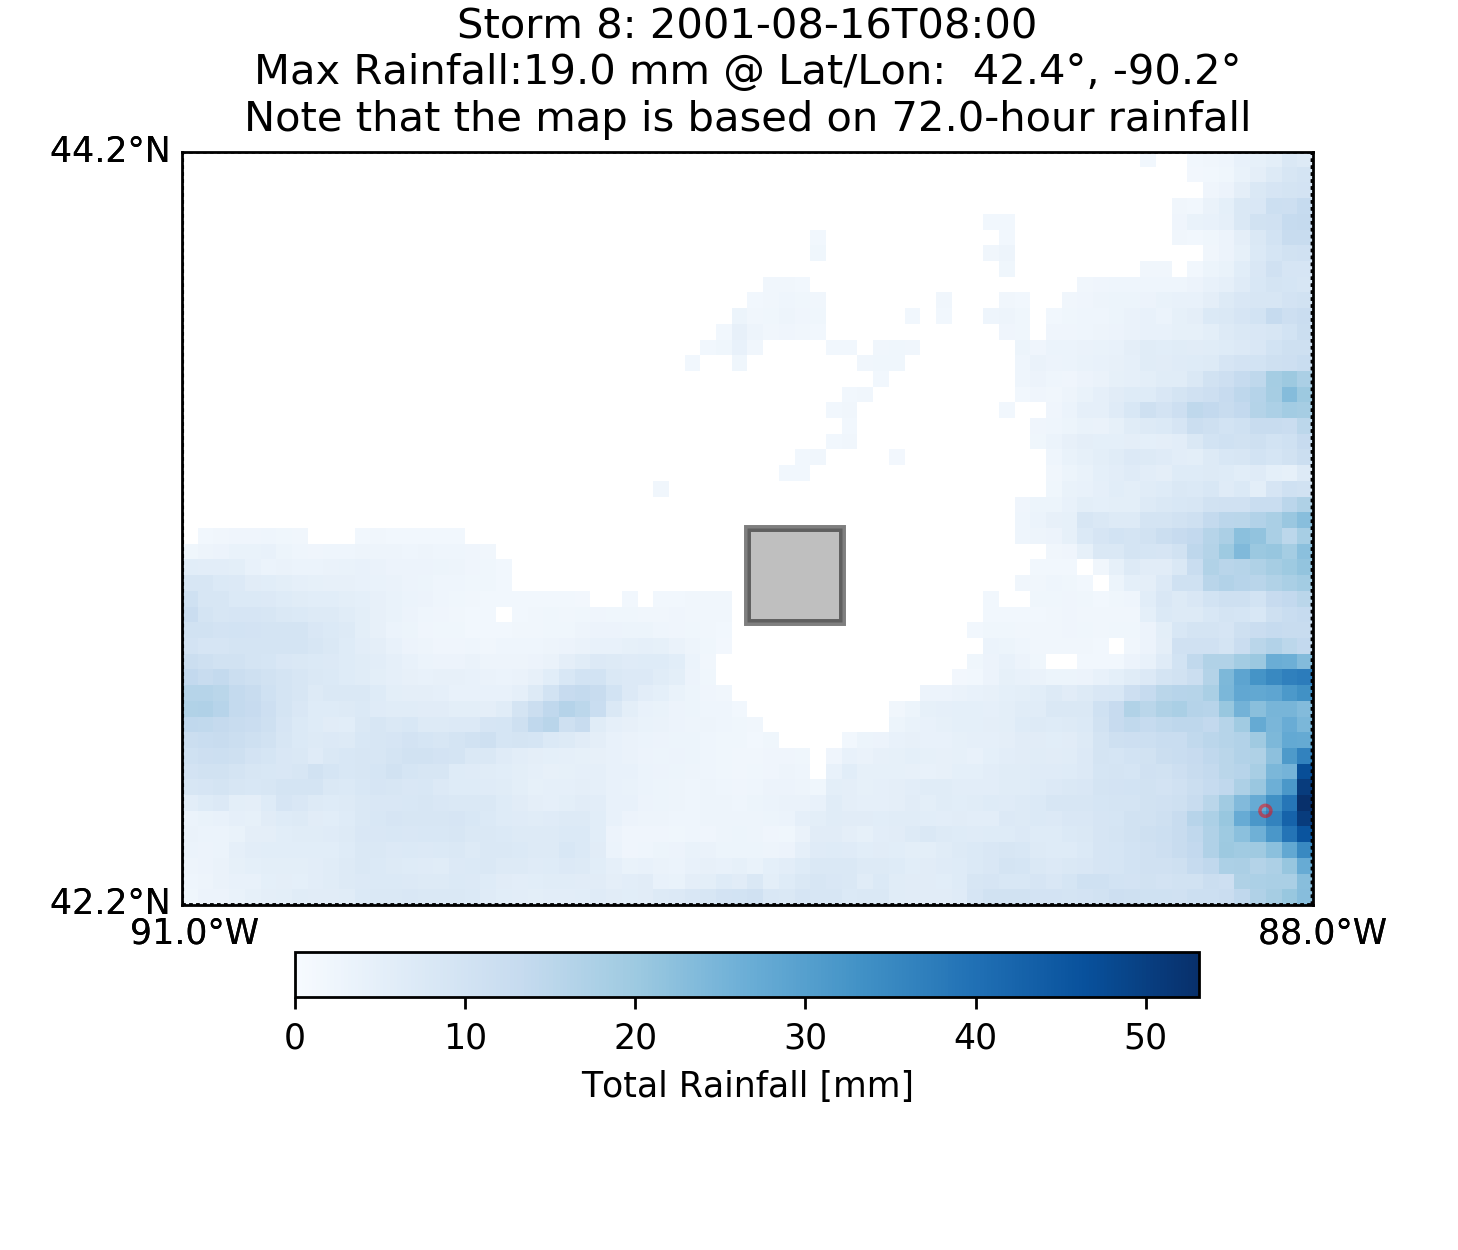 Storm 8: 2001-08-16T08:00
Max Rainfall:19.0 mm @ Lat/Lon:  42.4°, -90.2°
Note that the map is based on 72.0-hour rainfall
44.2°N
42.2°N
91.0°W 88.0°W
0 10 20 30 40 50
Total Rainfall [mm]